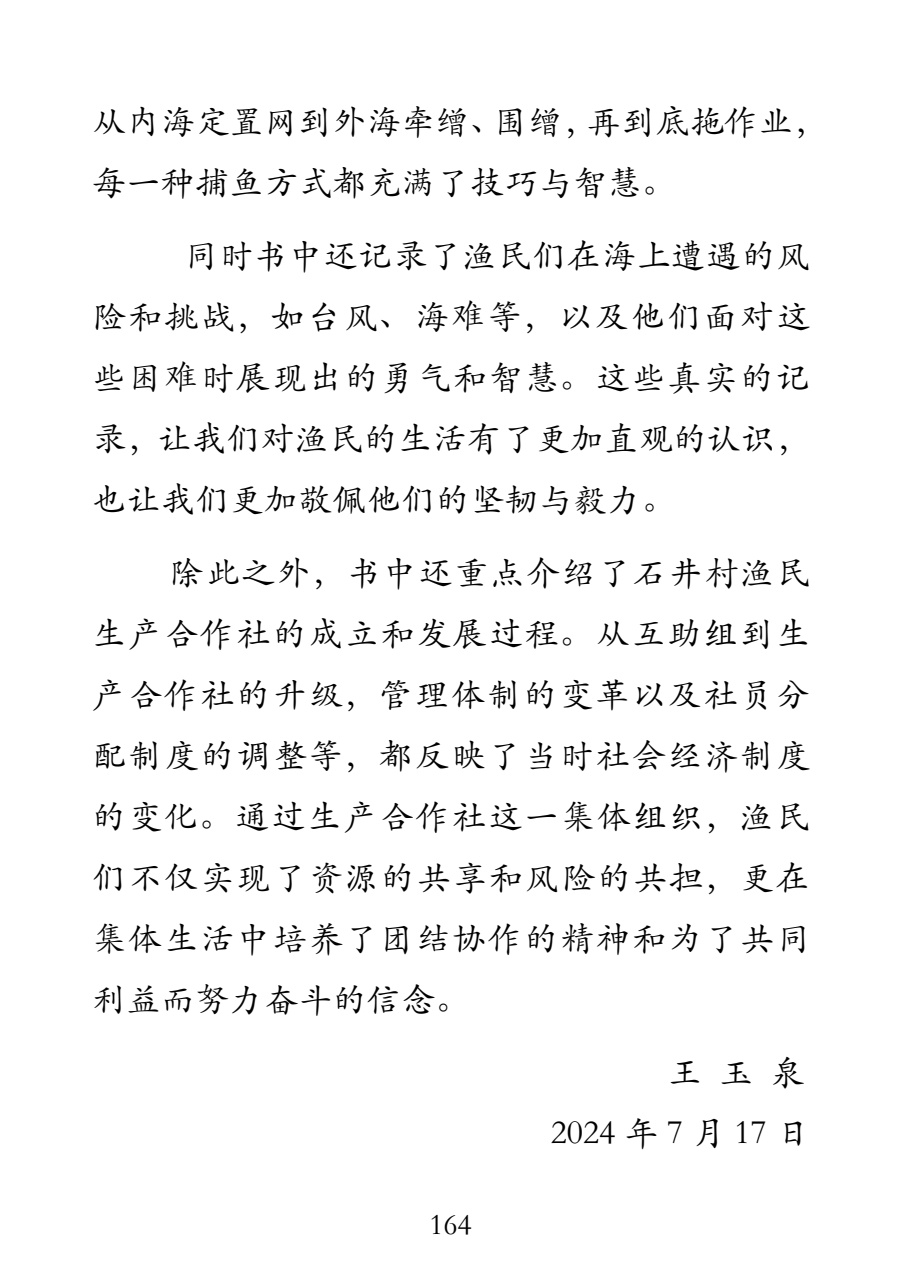 从内海定置网到外海牵缯、围缯，再到底拖作业，
每一种捕鱼方式都充满了技巧与智慧。
同时书中还记录了渔民们在海上遭遇的风
险和挑战，如台风、海难等，以及他们面对这
些困难时展现出的勇气和智慧。这些真实的记
录，让我们对渔民的生活有了更加直观的认识，
也让我们更加敬佩他们的坚韧与毅力。
除此之外，书中还重点介绍了石井村渔民
生产合作社的成立和发展过程。从互助组到生
产合作社的升级，管理体制的变革以及社员分
配制度的调整等，都反映了当时社会经济制度
的变化。通过生产合作社这一集体组织，渔民
们不仅实现了资源的共享和风险的共担，更在
集体生活中培养了团结协作的精神和为了共同
利益而努力奋斗的信念。
王 玉 泉
2024 年 7 月 17 日
164